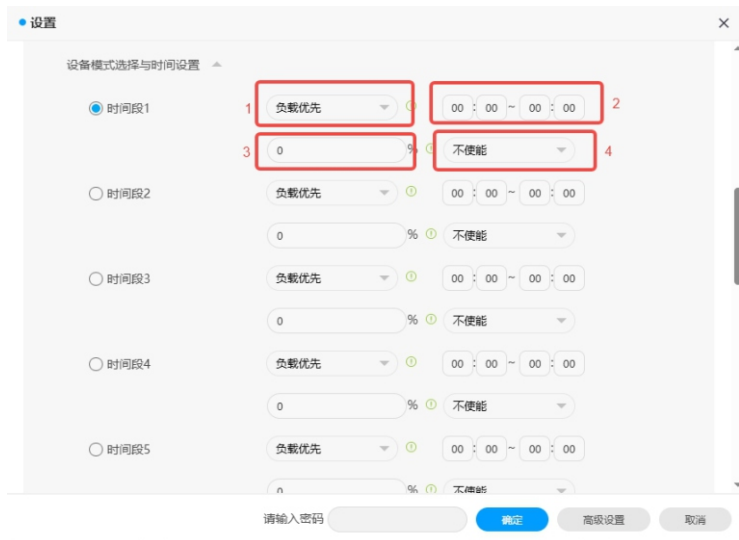 设置
设备模式选择与时间设置
时间段1 1 负载优先 00 : 00 ~ 00 : 00 2
3 0 % 不使能 4
时间段2 负载优先 00 : 00 ~ 00 : 00
0 % 不使能
时间段3 负载优先 00 : 00 ~ 00 : 00
0 % 不使能
时间段4 负载优先 00 : 00 ~ 00 : 00
0 % 不使能
时间段5 负载优先 00 : 00 ~ 00 : 00
0 % 不使能
请输入密码 确定 高级设置 取消